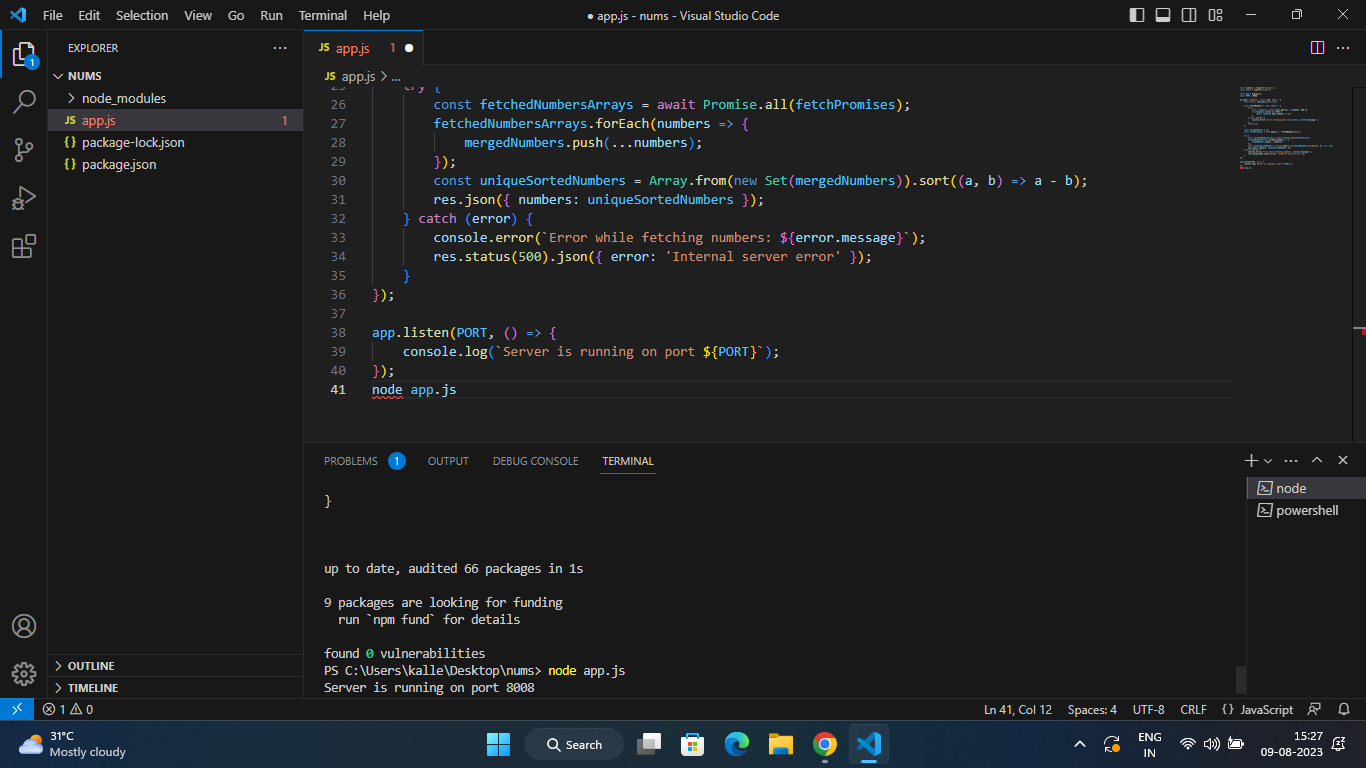 File Edit Selection View Go Run Terminal Help
● app.js - nums - Visual Studio Code
1
EXPLORER ...
NUMS
node_modules
JS app.js 1
{} package-lock.json
{} package.json
OUTLINE
TIMELINE
JS app.js 1 ●
JS app.js > ...
25 try {
26 const fetchedNumbersArrays = await Promise.all(fetchPromises);
27 fetchedNumbersArrays.forEach(numbers => {
28 mergedNumbers.push(...numbers);
29 });
30 const uniqueSortedNumbers = Array.from(new Set(mergedNumbers)).sort((a, b) => a - b);
31 res.json({ numbers: uniqueSortedNumbers });
32 } catch (error) {
33 console.error(`Error while fetching numbers: ${error.message}`);
34 res.status(500).json({ error: 'Internal server error' });
35 }
36 });
37
38 app.listen(PORT, () => {
39 console.log(`Server is running on port ${PORT}`);
40 });
41 node app.js
PROBLEMS 1 OUTPUT DEBUG CONSOLE TERMINAL
}
up to date, audited 66 packages in 1s
9 packages are looking for funding
run `npm fund` for details
found 0 vulnerabilities
PS C:\Users\kalle\Desktop\nums> node app.js
Server is running on port 8008
node
powershell
1 0
Ln 41, Col 12 Spaces: 4 UTF-8 CRLF {} JavaScript
31°C
Mostly cloudy
Search
ENG
IN
15:27
09-08-2023